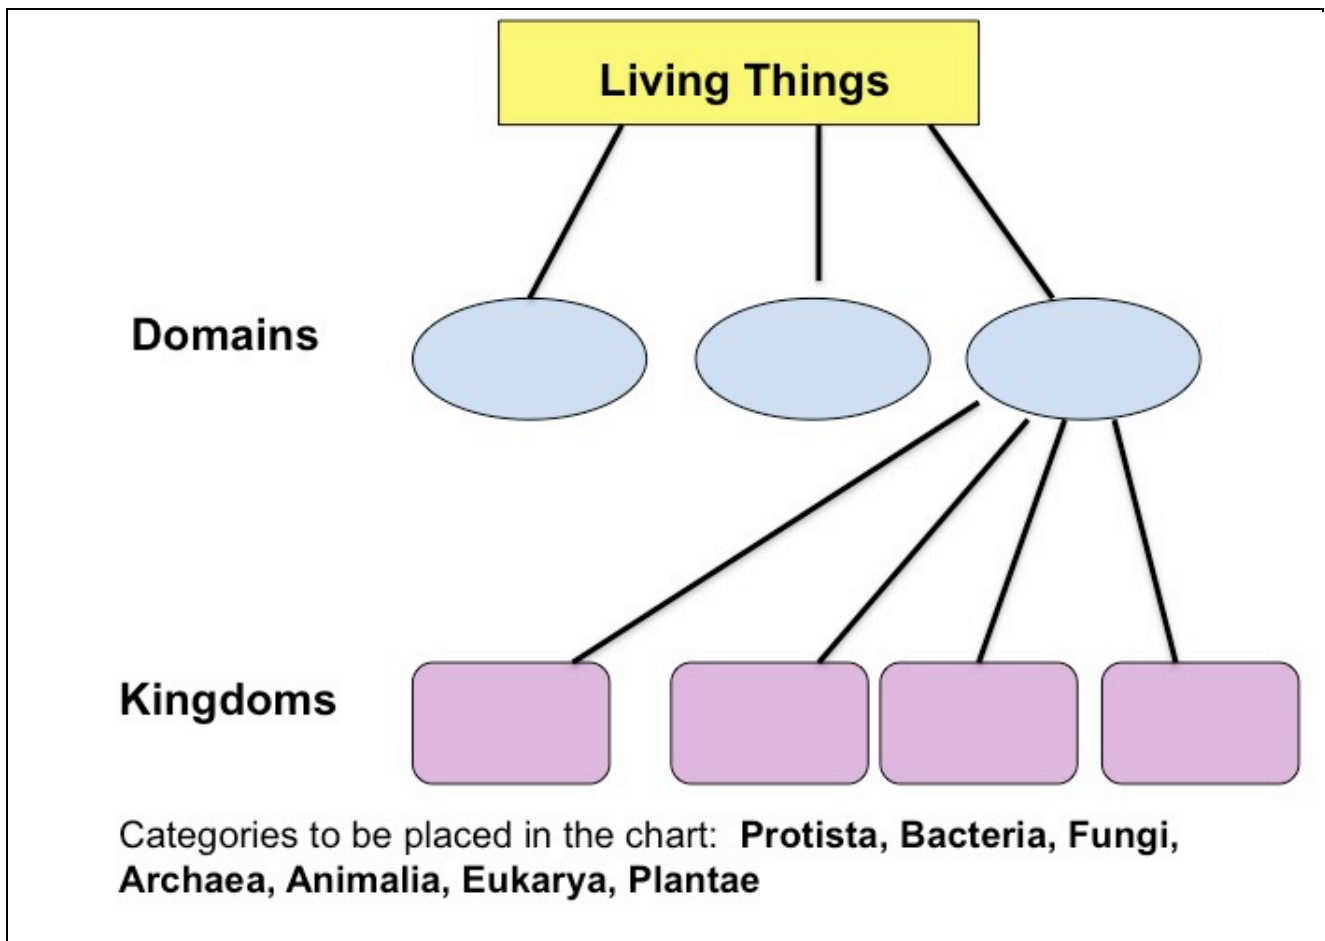 Living Things
Domains
Kingdoms
Categories to be placed in the chart: Protista, Bacteria, Fungi,
Archaea, Animalia, Eukarya, Plantae